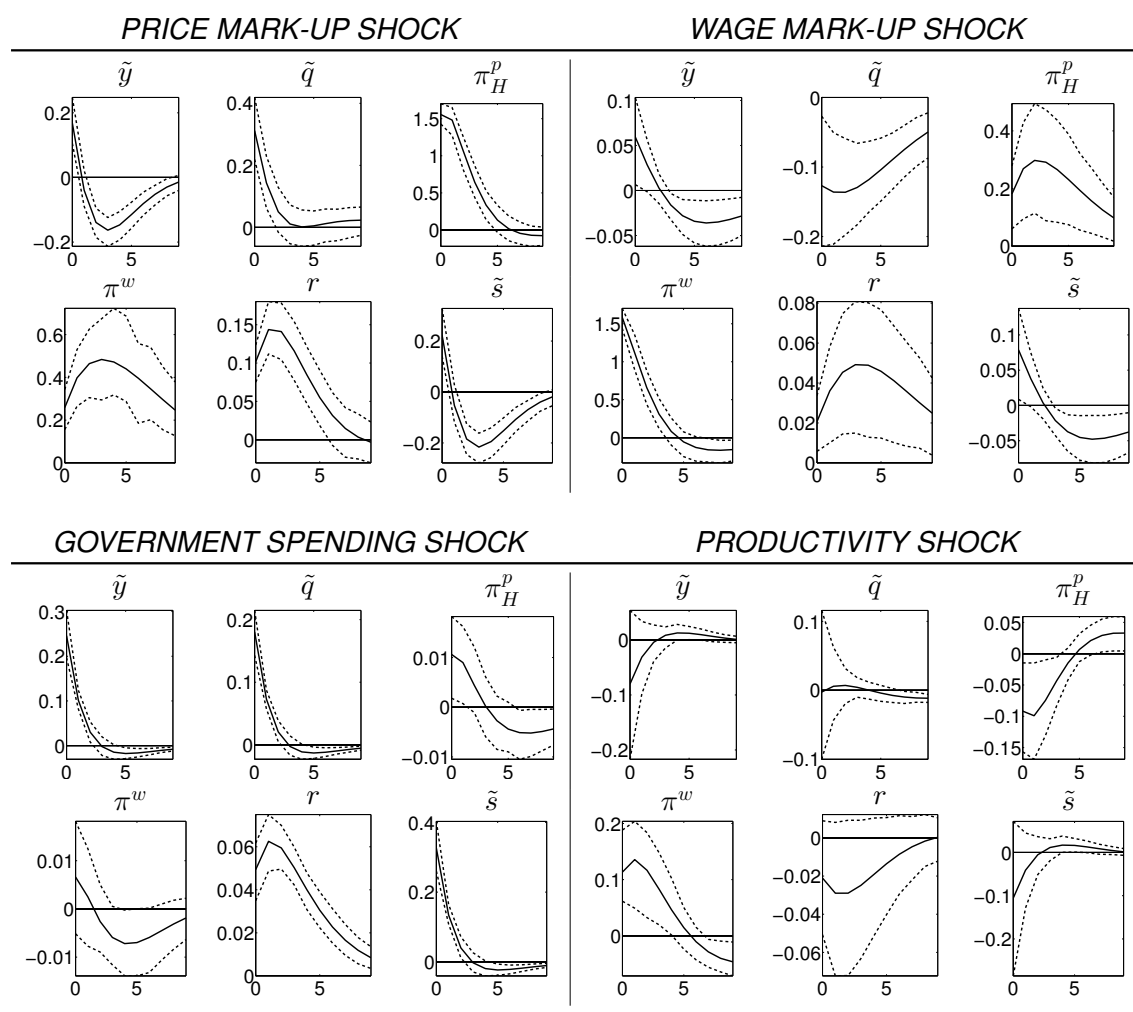 PRICE MARK-UP SHOCK WAGE MARK-UP SHOCK
ỹ q̃ π_H^p ỹ q̃ π_H^p
0.2 0 −0.2 0 5
0.4 0.2 0 0 5
1.5 1 0.5 0 0 5
0.1 0.05 0 −0.05 0 5
0 −0.1 −0.2 0 5
0.4 0.2 0 0 5
π^w r s̃ π^w r s̃
0.6 0.4 0.2 0 0 5
0.15 0.1 0.05 0 0 5
0.2 0 −0.2 0 5
1.5 1 0.5 0 0 5
0.08 0.06 0.04 0.02 0 0 5
0.1 0.05 0 −0.05 0 5
GOVERNMENT SPENDING SHOCK PRODUCTIVITY SHOCK
ỹ q̃ π_H^p ỹ q̃ π_H^p
0.3 0.2 0.1 0 0 5
0.2 0.1 0 0 5
0.01 0 −0.01 0 5
0 −0.1 −0.2 0 5
0.1 0 −0.1 0 5
0.05 0 −0.05 −0.1 −0.15 0 5
π^w r s̃ π^w r s̃
0.01 0 −0.01 0 5
0.06 0.04 0.02 0 0 5
0.4 0.2 0 0 5
0.2 0.1 0 0 5
0 −0.02 −0.04 −0.06 0 5
0 −0.1 −0.2 0 5